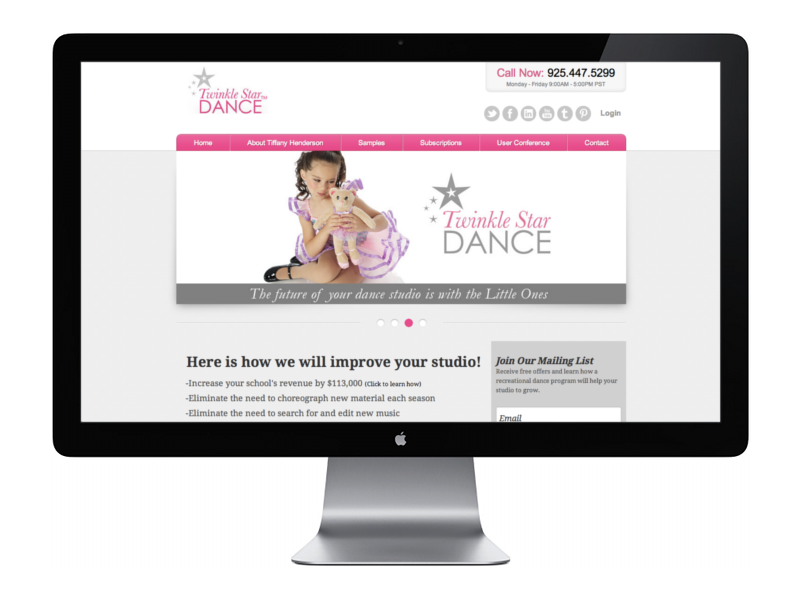 Twinkle Star
DANCE
Call Now: 925.447.5299
Monday - Friday 9:00AM - 5:00PM PST
Login
Home
About Tiffany Henderson
Samples
Subscriptions
User Conference
Contact
Twinkle Star
DANCE
The future of your dance studio is with the Little Ones
Here is how we will improve your studio!
-Increase your school's revenue by $113,000 (Click to learn how)
-Eliminate the need to choreograph new material each season
-Eliminate the need to search for and edit new music
Join Our Mailing List
Receive free offers and learn how a
recreational dance program will help your
studio to grow.
Email